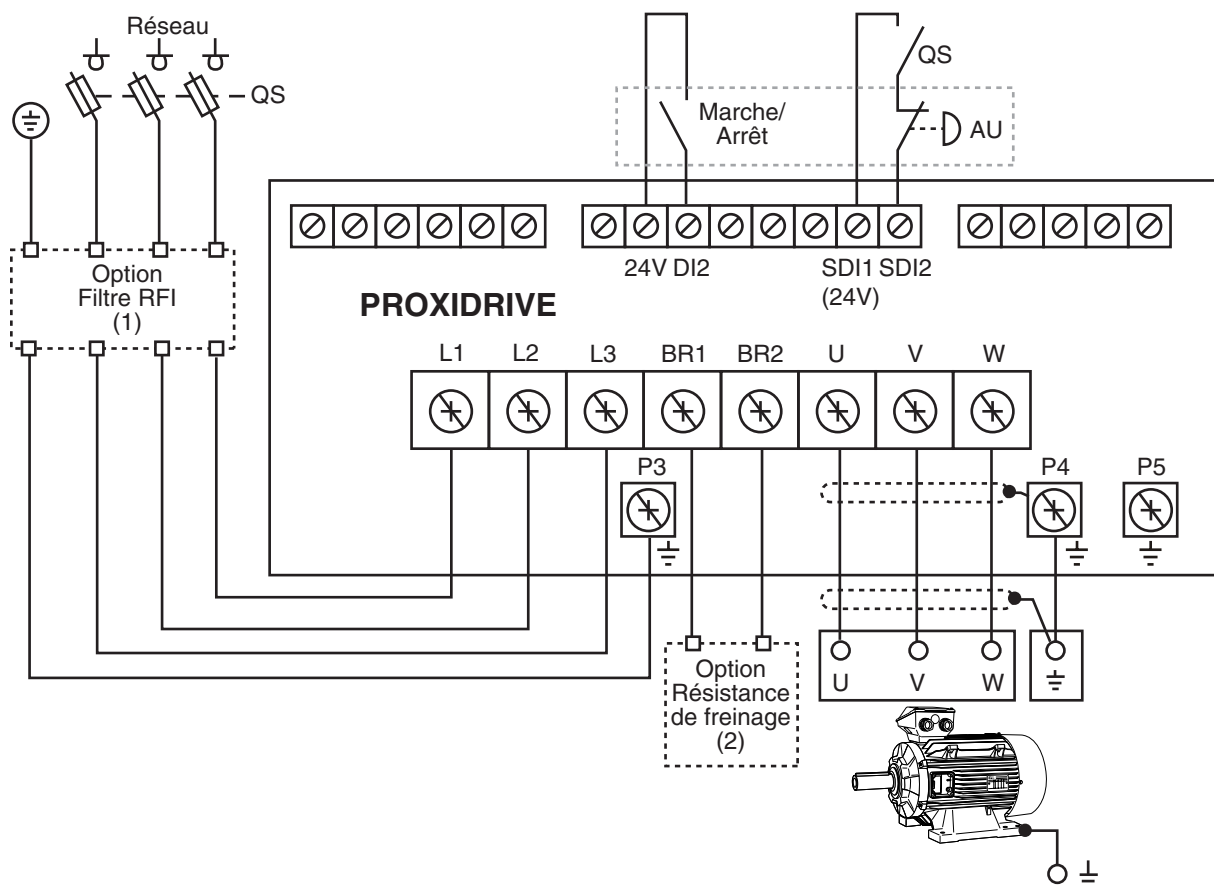 Réseau
QS
QS
Marche/
Arrêt
AU
Option
Filtre RFI
(1)
24V DI2
SDI1 SDI2
(24V)
PROXIDRIVE
L1 L2 L3 BR1 BR2 U V W
P3
P4
P5
Option
Résistance
de freinage
(2)
U V W